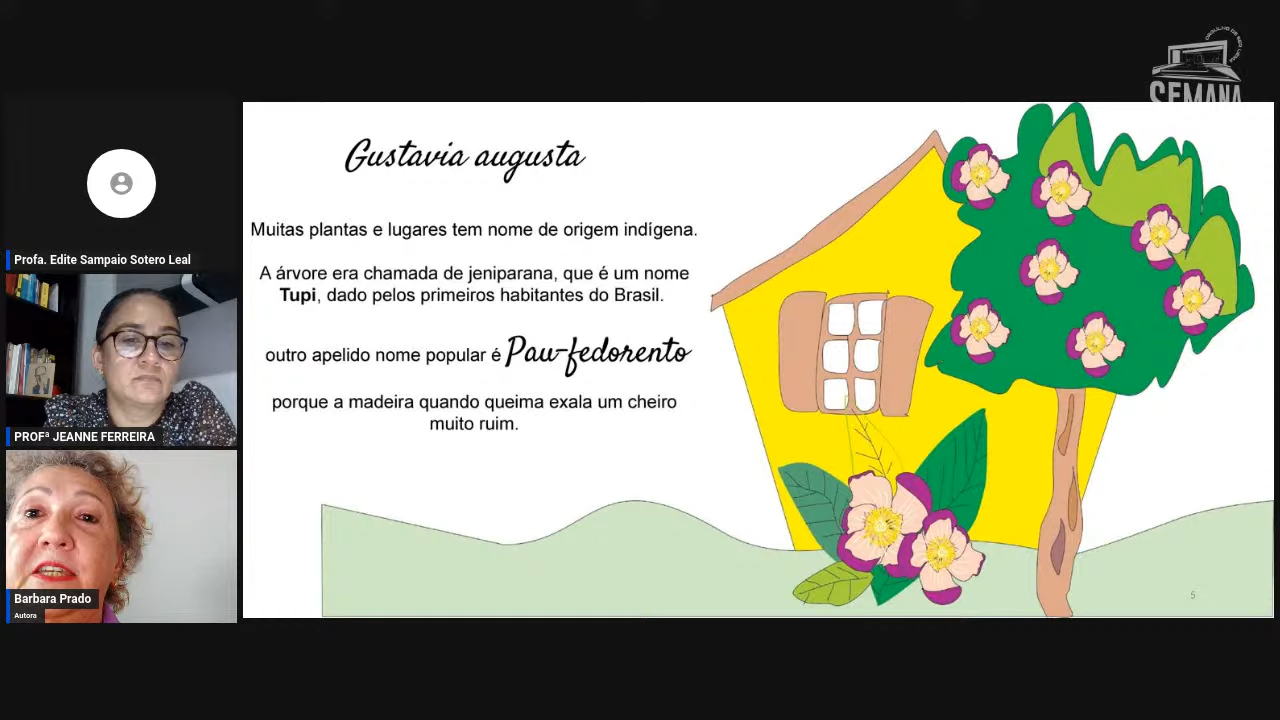 SEMANA
Gustavia augusta
Muitas plantas e lugares tem nome de origem indígena.
A árvore era chamada de jeniparana, que é um nome
Tupi, dado pelos primeiros habitantes do Brasil.
outro apelido nome popular é Pau-fedorento
porque a madeira quando queima exala um cheiro
muito ruim.
5
Profa. Edite Sampaio Sotero Leal
PROFª JEANNE FERREIRA
Barbara Prado
Autora